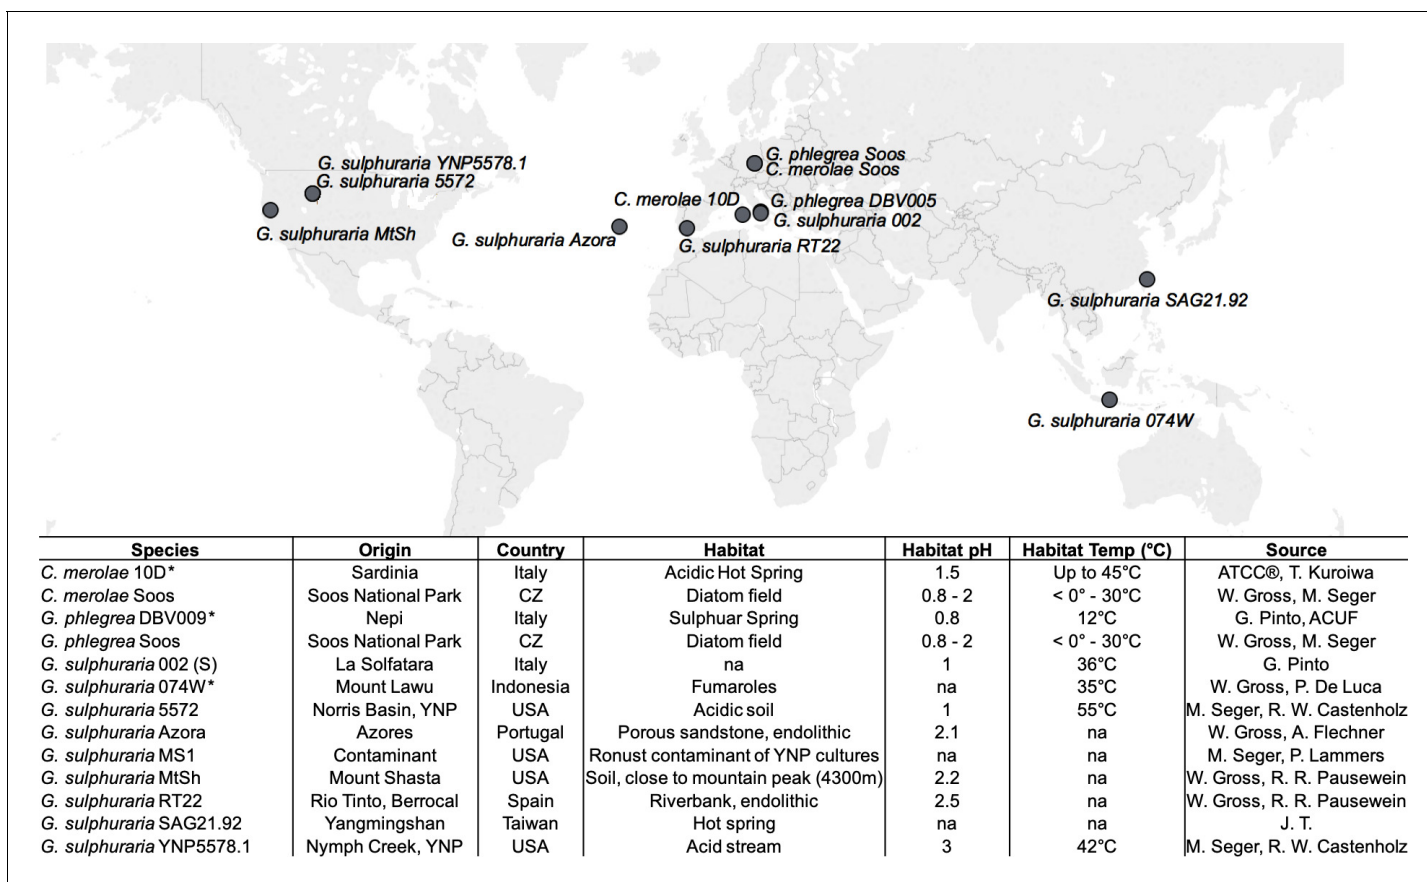 G. sulphuraria YNP5578.1
G. sulphuraria 5572
G. sulphuraria MtSh
G. sulphuraria Azora
G. phlegrea Soos
C. merolae Soos
C. merolae 10D
G. phlegrea DBV005
G. sulphuraria 002
G. sulphuraria RT22
G. sulphuraria SAG21.92
G. sulphuraria 074W
Species Origin Country Habitat Habitat pH Habitat Temp (°C) Source
C. merolae 10D* Sardinia Italy Acidic Hot Spring 1.5 Up to 45°C ATCC®, T. Kuroiwa
C. merolae Soos Soos National Park CZ Diatom field 0.8 - 2 < 0° - 30°C W. Gross, M. Seger
G. phlegrea DBV009* Nepi Italy Sulphuar Spring 0.8 12°C G. Pinto, ACUF
G. phlegrea Soos Soos National Park CZ Diatom field 0.8 - 2 < 0° - 30°C W. Gross, M. Seger
G. sulphuraria 002 (S) La Solfatara Italy na 1 36°C G. Pinto
G. sulphuraria 074W* Mount Lawu Indonesia Fumaroles na 35°C W. Gross, P. De Luca
G. sulphuraria 5572 Norris Basin, YNP USA Acidic soil 1 55°C M. Seger, R. W. Castenholz
G. sulphuraria Azora Azores Portugal Porous sandstone, endolithic 2.1 na W. Gross, A. Flechner
G. sulphuraria MS1 Contaminant USA Ronust contaminant of YNP cultures na na M. Seger, P. Lammers
G. sulphuraria MtSh Mount Shasta USA Soil, close to mountain peak (4300m) 2.2 na W. Gross, R. R. Pausewein
G. sulphuraria RT22 Rio Tinto, Berrocal Spain Riverbank, endolithic 2.5 na W. Gross, R. R. Pausewein
G. sulphuraria SAG21.92 Yangmingshan Taiwan Hot spring na na J. T.
G. sulphuraria YNP5578.1 Nymph Creek, YNP USA Acid stream 3 42°C M. Seger, R. W. Castenholz